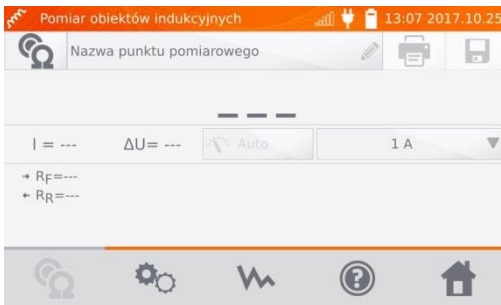 Pomiar obiektów indukcyjnych 13:07 2017.10.25
Nazwa punktu pomiarowego
---
I = --- ΔU= --- Auto 1 A
→ RF=---
← RR=---